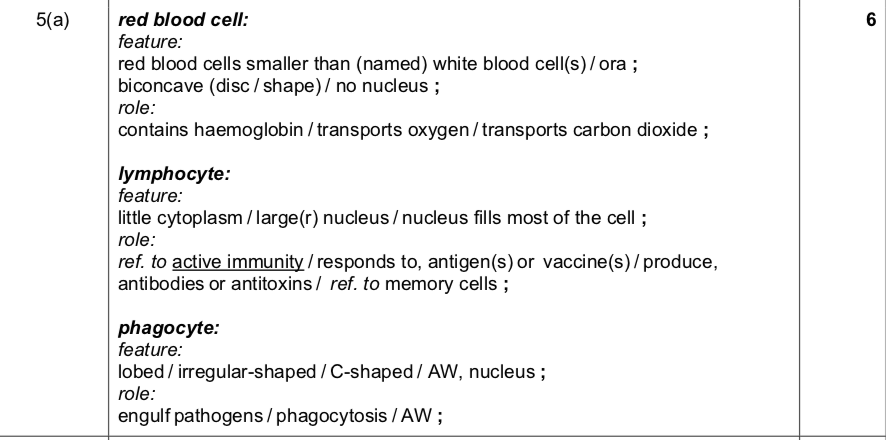 5(a)
red blood cell:
6
feature:
red blood cells smaller than (named) white blood cell(s) / ora ;
biconcave (disc / shape) / no nucleus ;
role:
contains haemoglobin / transports oxygen / transports carbon dioxide ;
lymphocyte:
feature:
little cytoplasm / large(r) nucleus / nucleus fills most of the cell ;
role:
ref. to active immunity / responds to, antigen(s) or vaccine(s) / produce,
antibodies or antitoxins / ref. to memory cells ;
phagocyte:
feature:
lobed / irregular-shaped / C-shaped / AW, nucleus ;
role:
engulf pathogens / phagocytosis / AW ;